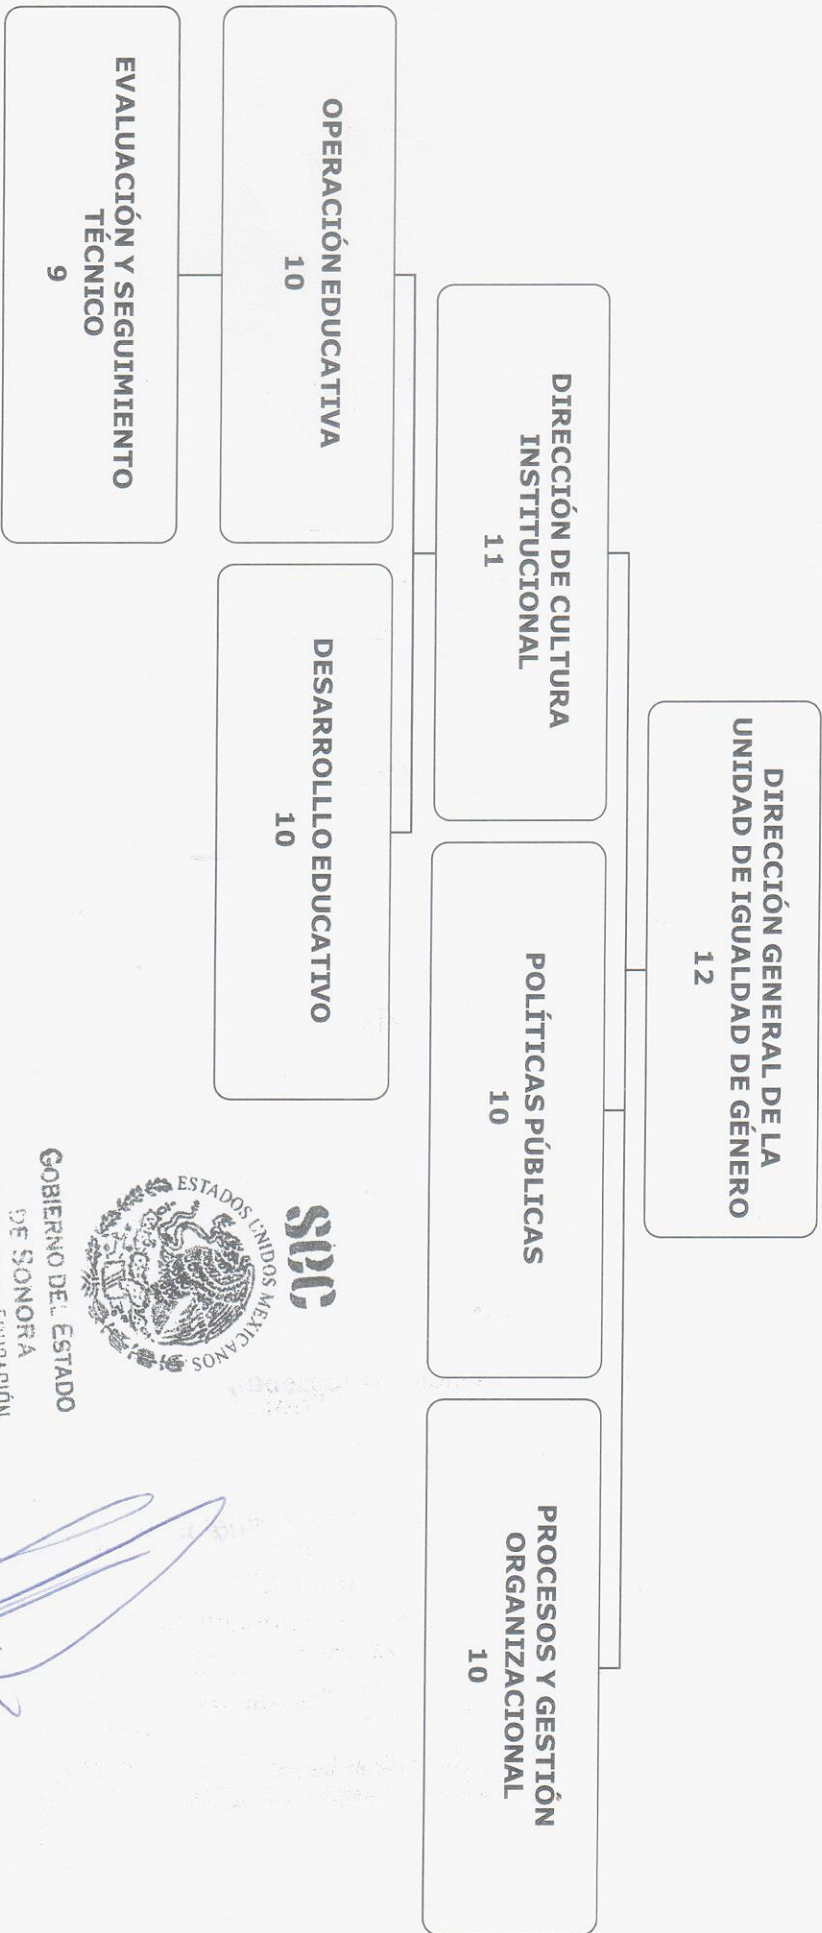 DIRECCIÓN GENERAL DE LA
UNIDAD DE IGUALDAD DE GÉNERO
12
DIRECCIÓN DE CULTURA
INSTITUCIONAL
11
POLÍTICAS PÚBLICAS
10
PROCESOS Y GESTIÓN
ORGANIZACIONAL
10
OPERACIÓN EDUCATIVA
10
DESARROLLLO EDUCATIVO
10
EVALUACIÓN Y SEGUIMIENTO
TÉCNICO
9
SEC
ESTADOS UNIDOS MEXICANOS
GOBIERNO DEL ESTADO
DE SONORA